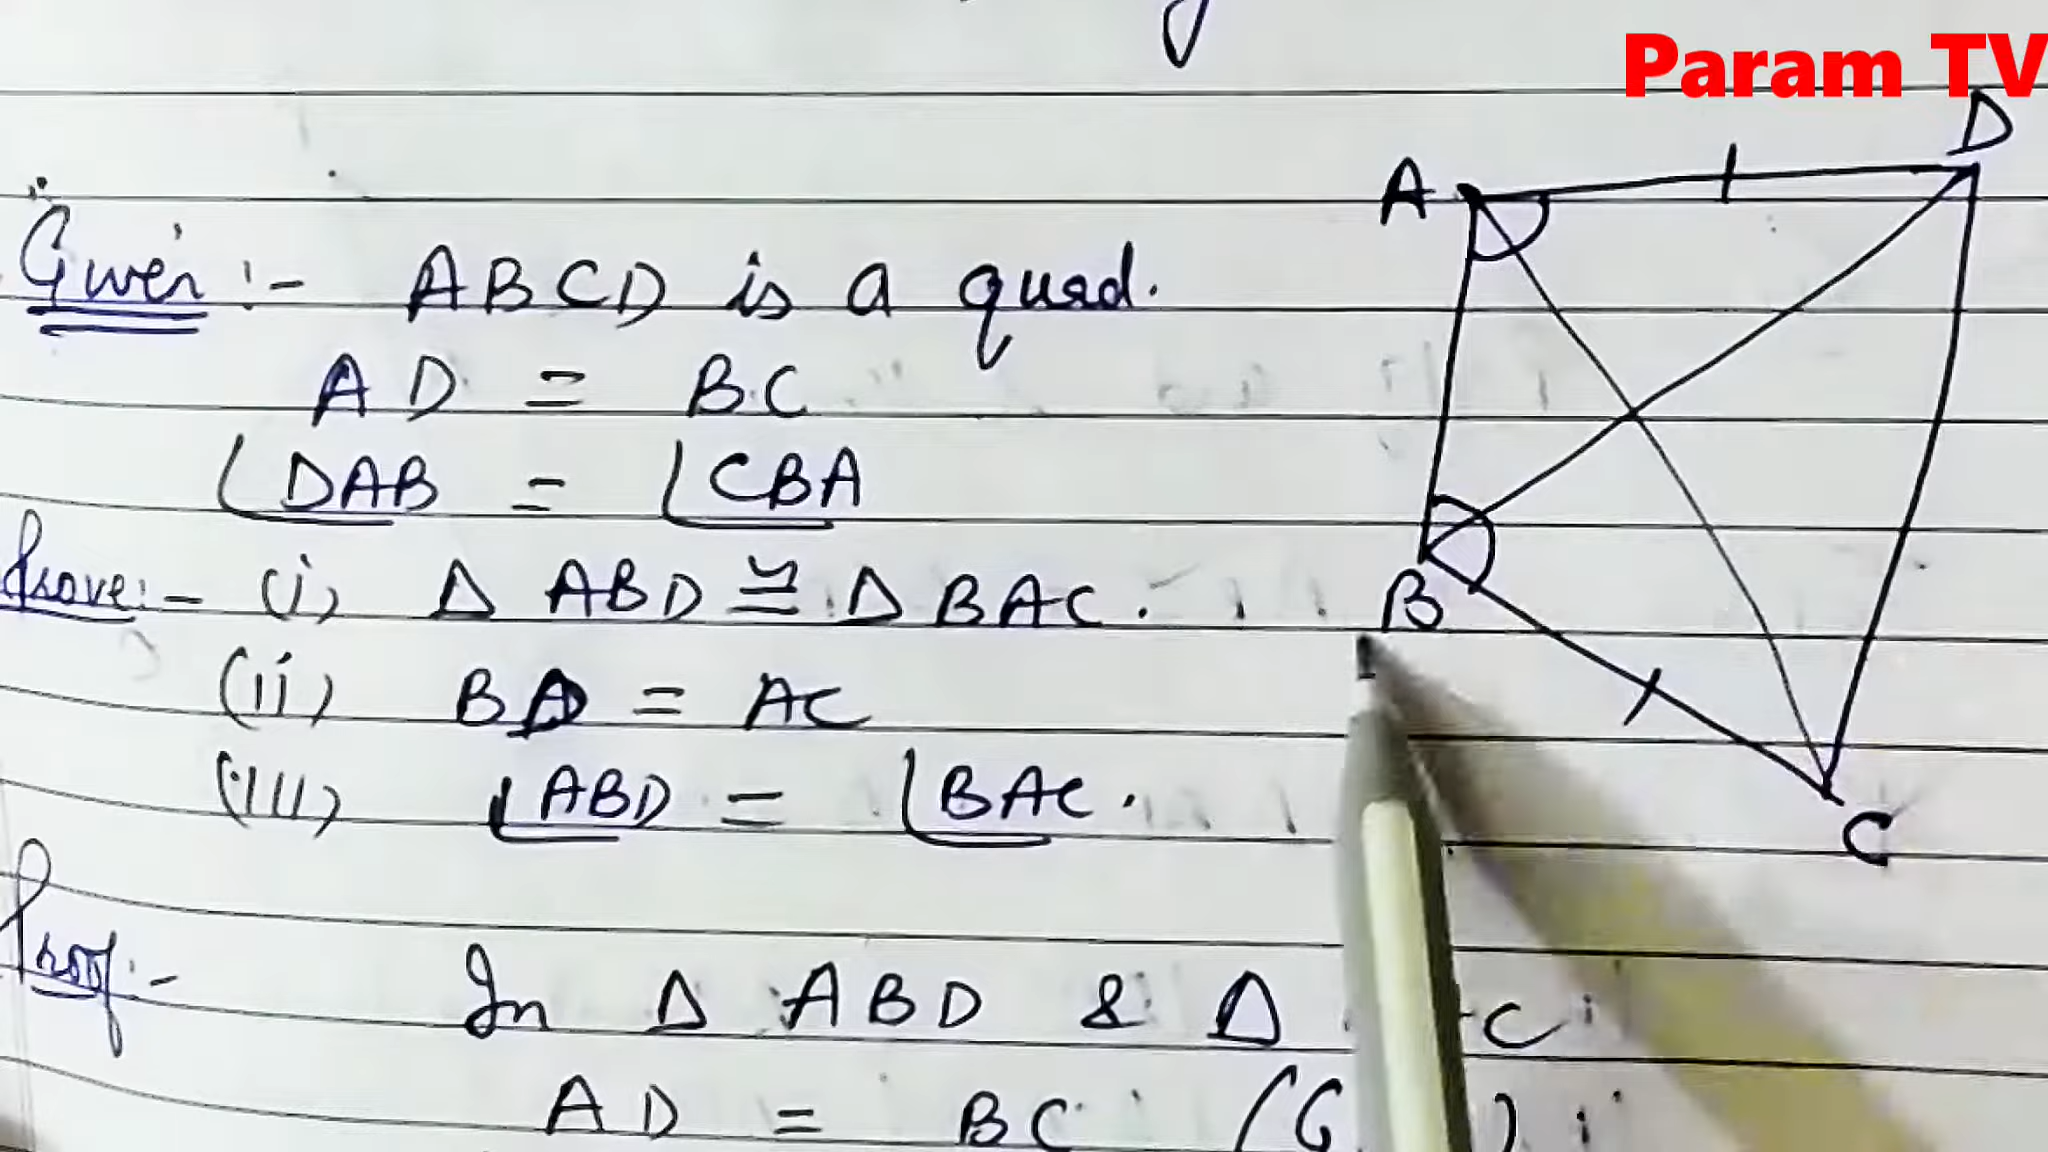 Param TV
Given :- ABCD is a quad.
AD = BC
∠DAB = ∠CBA
Prove :- (i) Δ ABD ≅ Δ BAC.
(ii) BD = AC
(iii) ∠ABD = ∠BAC.
Proof :- In Δ ABD & Δ C
AD = BC
A
D
B
C